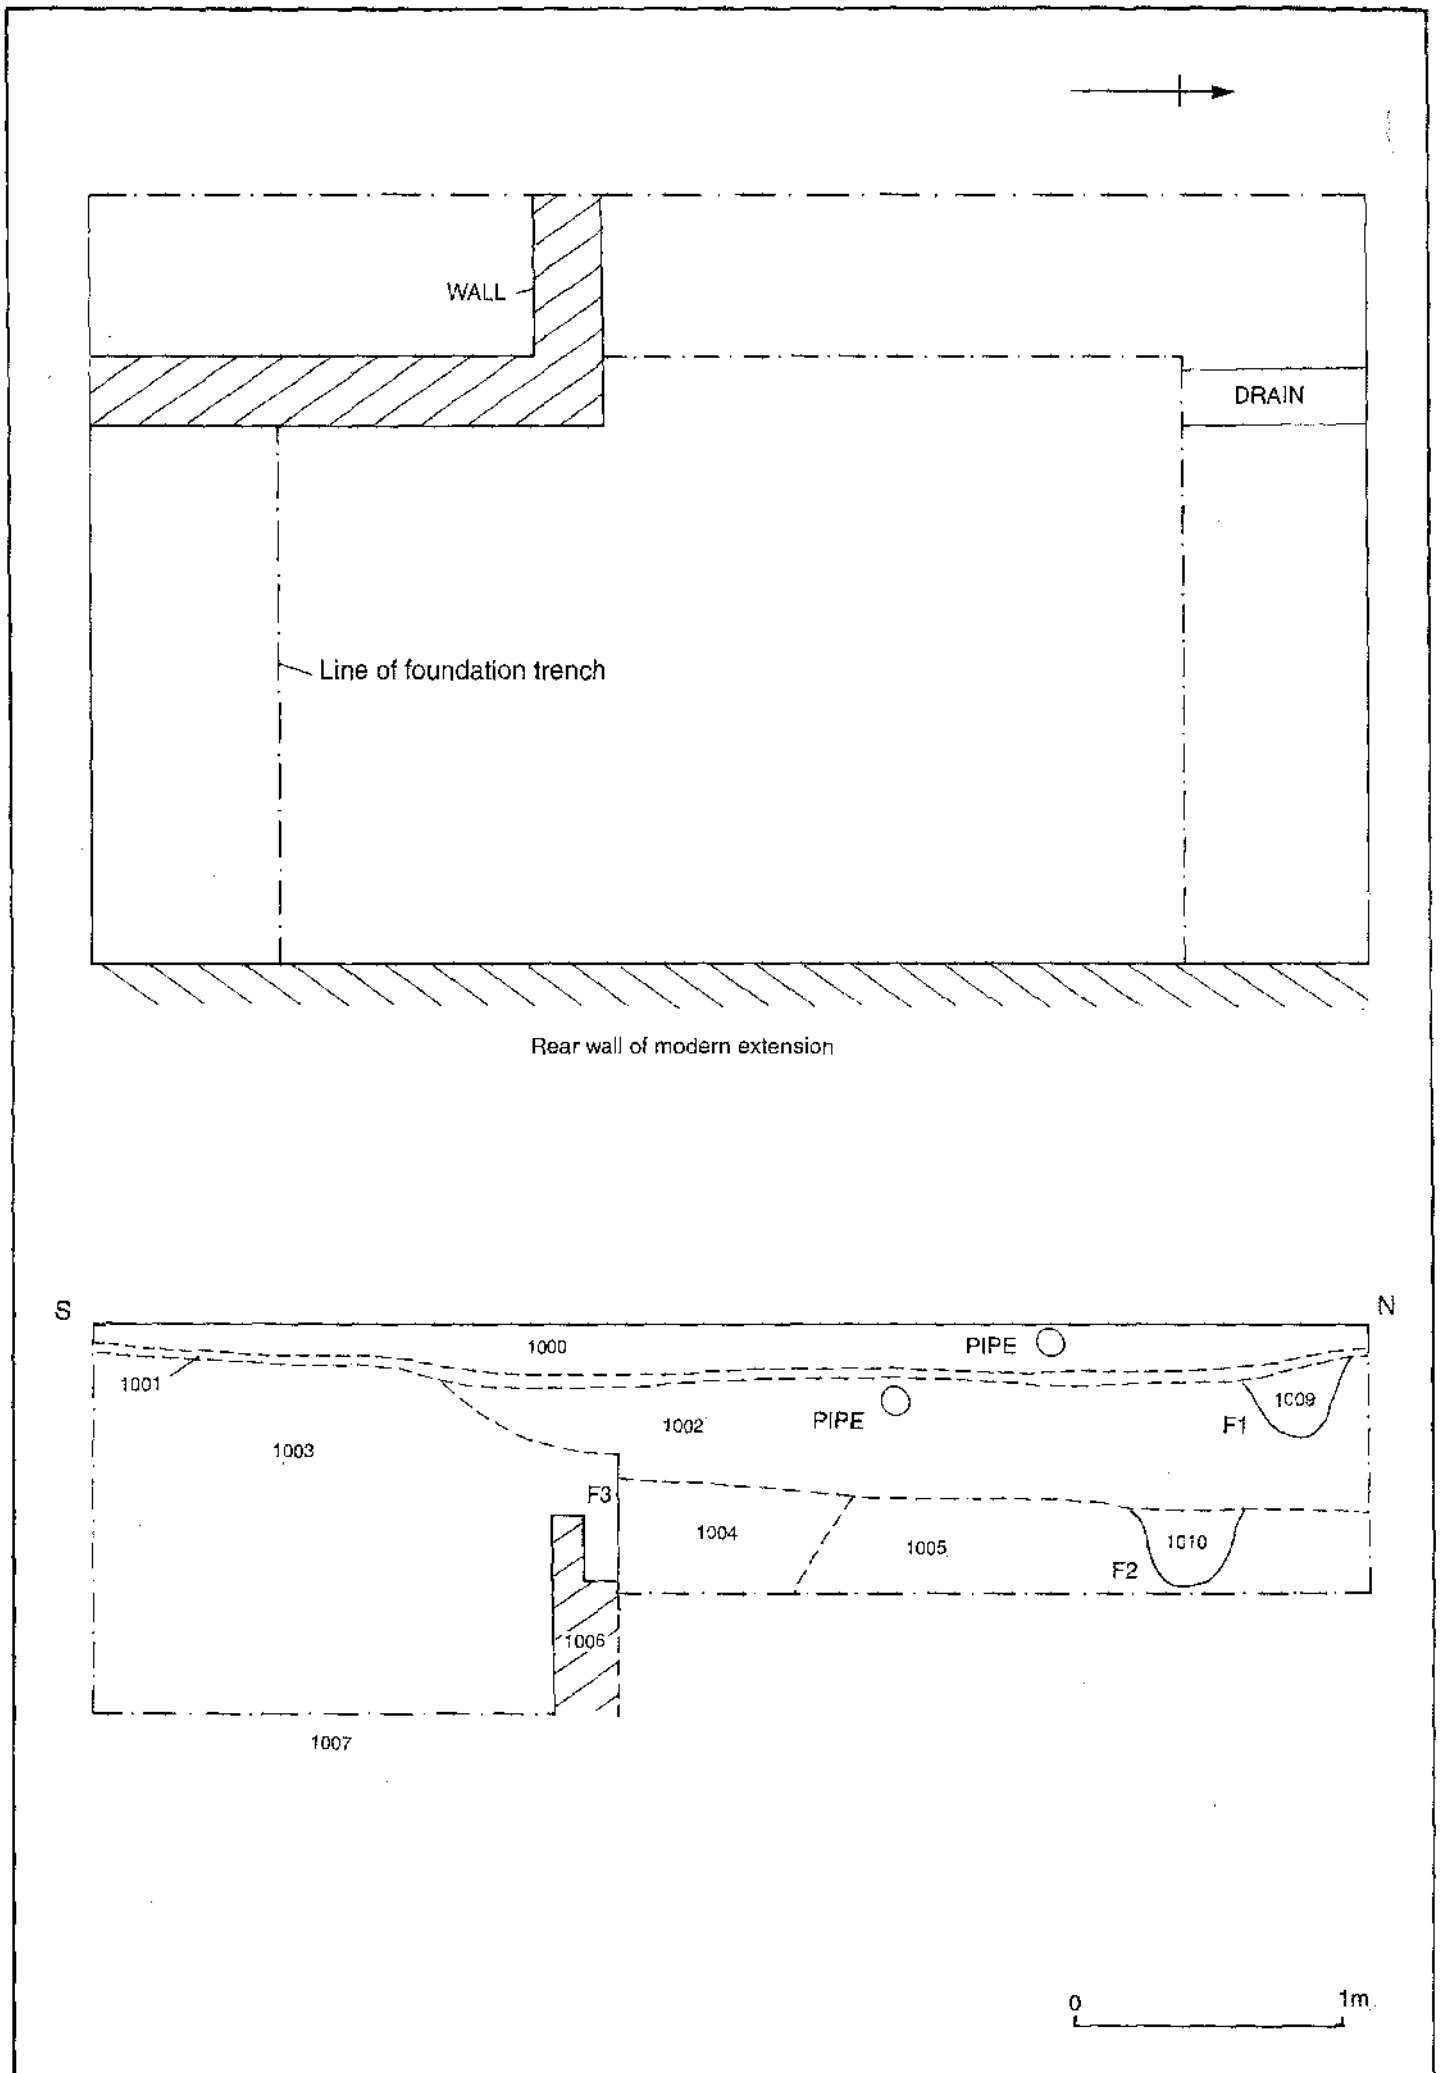 WALL
DRAIN
Line of foundation trench
Rear wall of modern extension
S
N
1000
PIPE
1001
1009
PIPE
1002
F1
1003
F3
1004
1005
1010
F2
1006
1007
0
1m